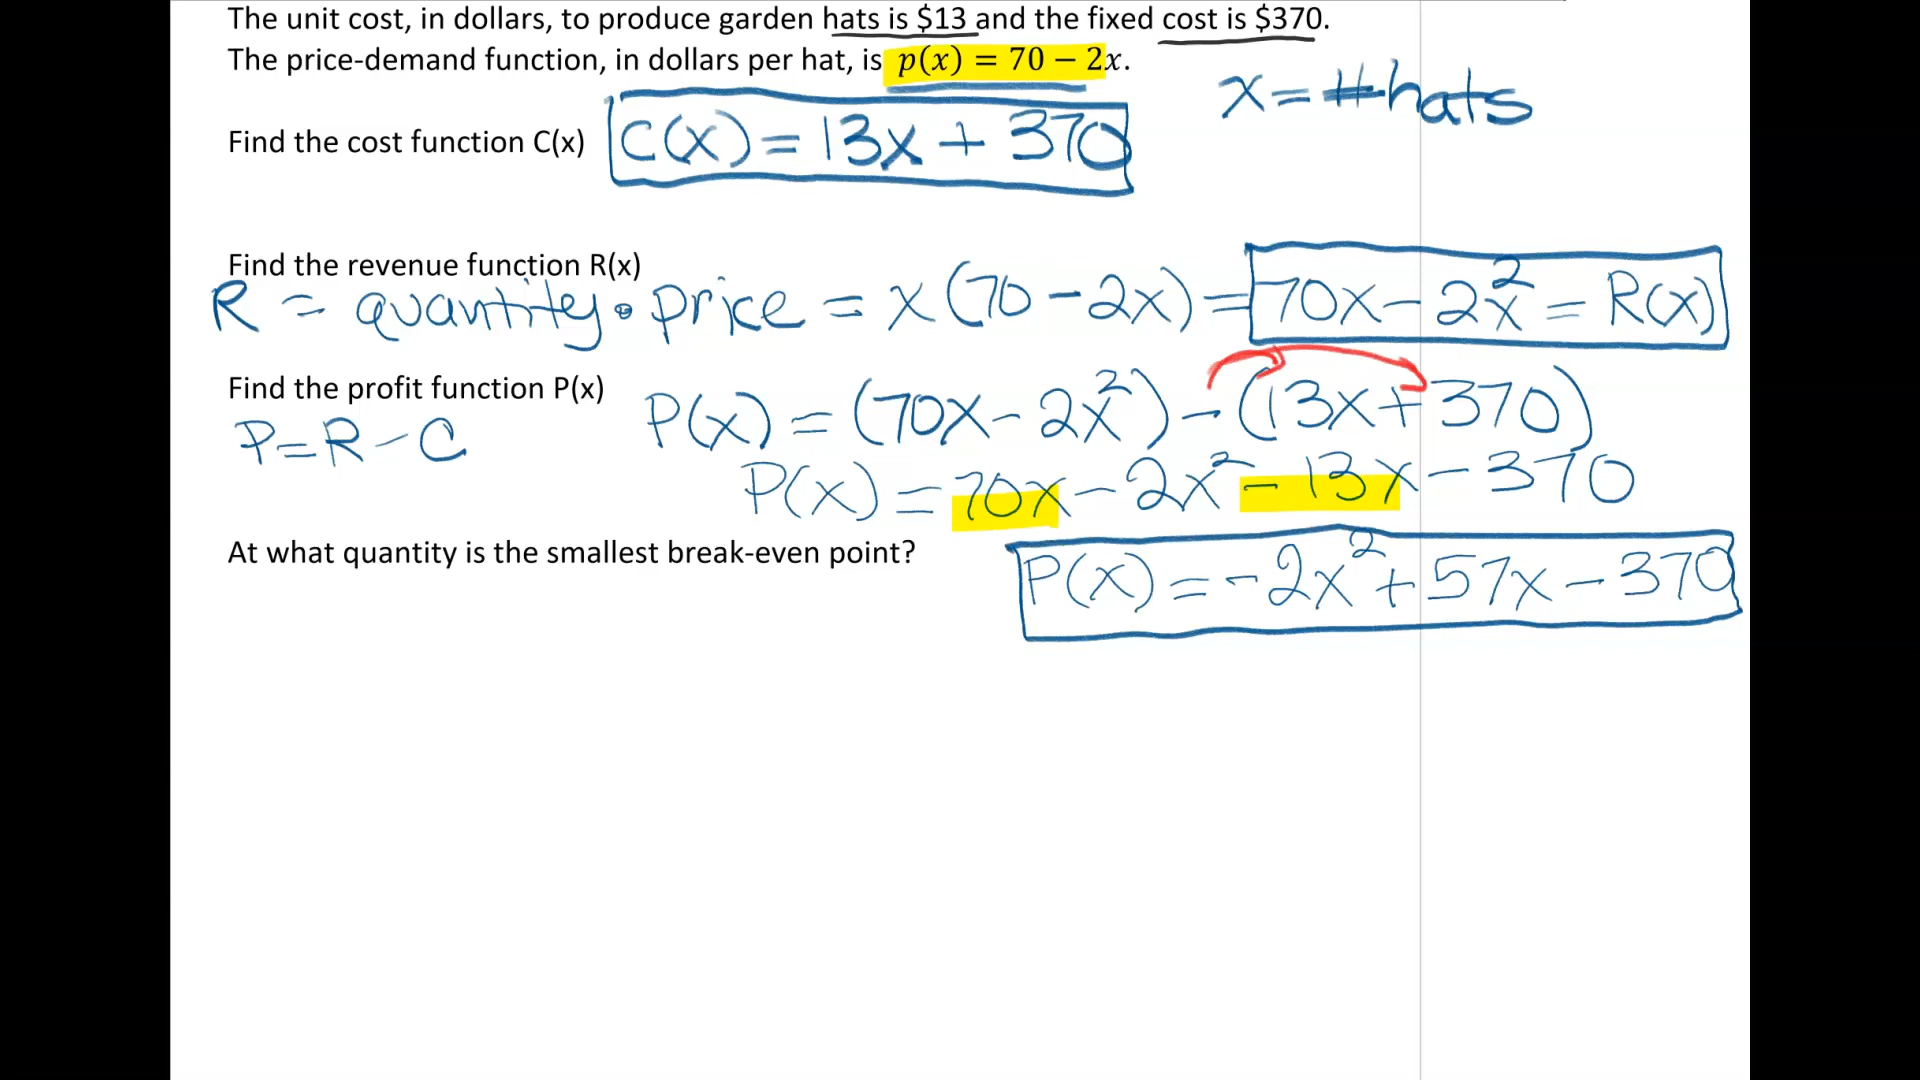 The unit cost, in dollars, to produce garden hats is $13 and the fixed cost is $370.
The price-demand function, in dollars per hat, is p(x) = 70 − 2x.
x = # hats
Find the cost function C(x) C(x) = 13x + 370
Find the revenue function R(x)
R = quantity · price = x(70 − 2x) = 70x − 2x² = R(x)
Find the profit function P(x) P(x) = (70x − 2x²) − (13x + 370)
P = R − C
P(x) = 70x − 2x² − 13x − 370
At what quantity is the smallest break-even point?
P(x) = −2x² + 57x − 370